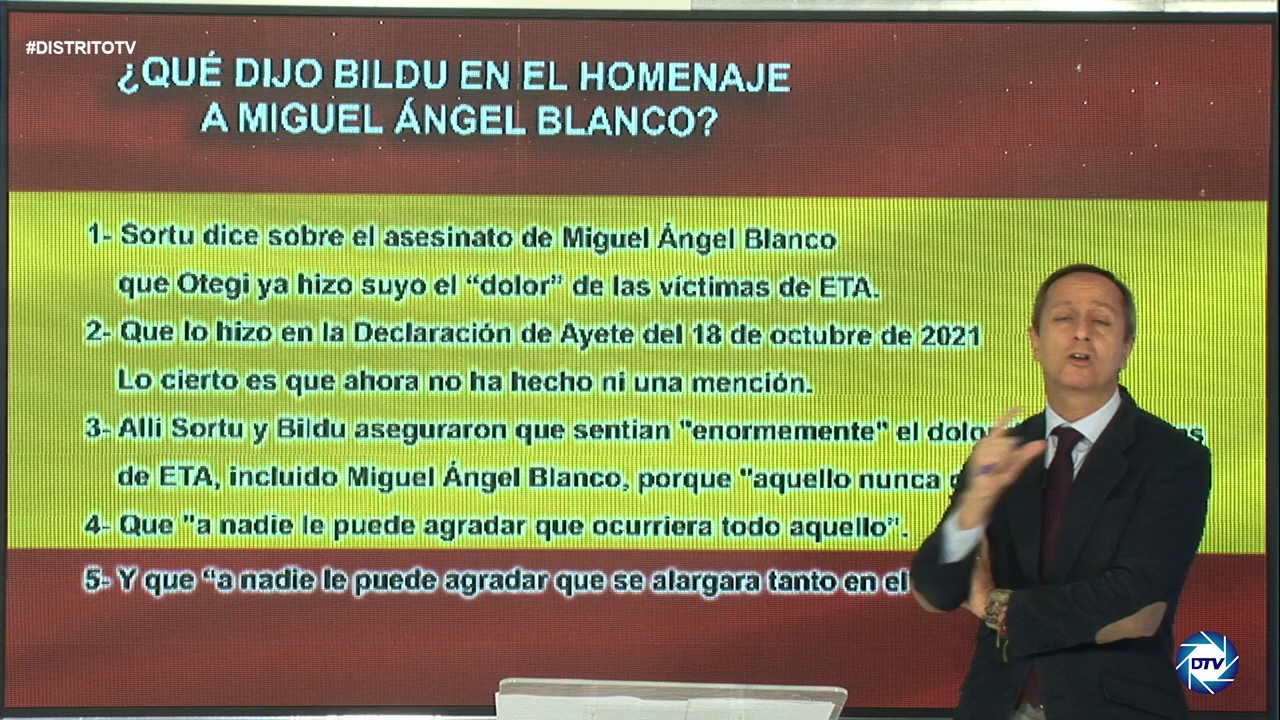 #DISTRITOTV
¿QUÉ DIJO BILDU EN EL HOMENAJE
A MIGUEL ÁNGEL BLANCO?
1- Sortu dice sobre el asesinato de Miguel Ángel Blanco
que Otegi ya hizo suyo el “dolor” de las víctimas de ETA.
2- Que lo hizo en la Declaración de Ayete del 18 de octubre de 2021
Lo cierto es que ahora no ha hecho ni una mención.
3- Alli Sortu y Bildu aseguraron que sentian "enormemente" el
de ETA, incluido Miguel Ángel Blanco, porque "aquello nunca
4- Que "a nadie le puede agradar que ocurriera todo aquello".
5- Y que “a nadie le puede agradar que se alargara tanto en el
DTV